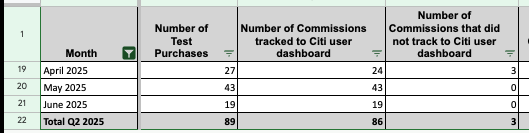 1 Month Number of Test Purchases Number of Commissions tracked to Citi user dashboard Number of Commissions that did not track to Citi user dashboard
19 April 2025 27 24 3
20 May 2025 43 43 0
21 June 2025 19 19 0
22 Total Q2 2025 89 86 3